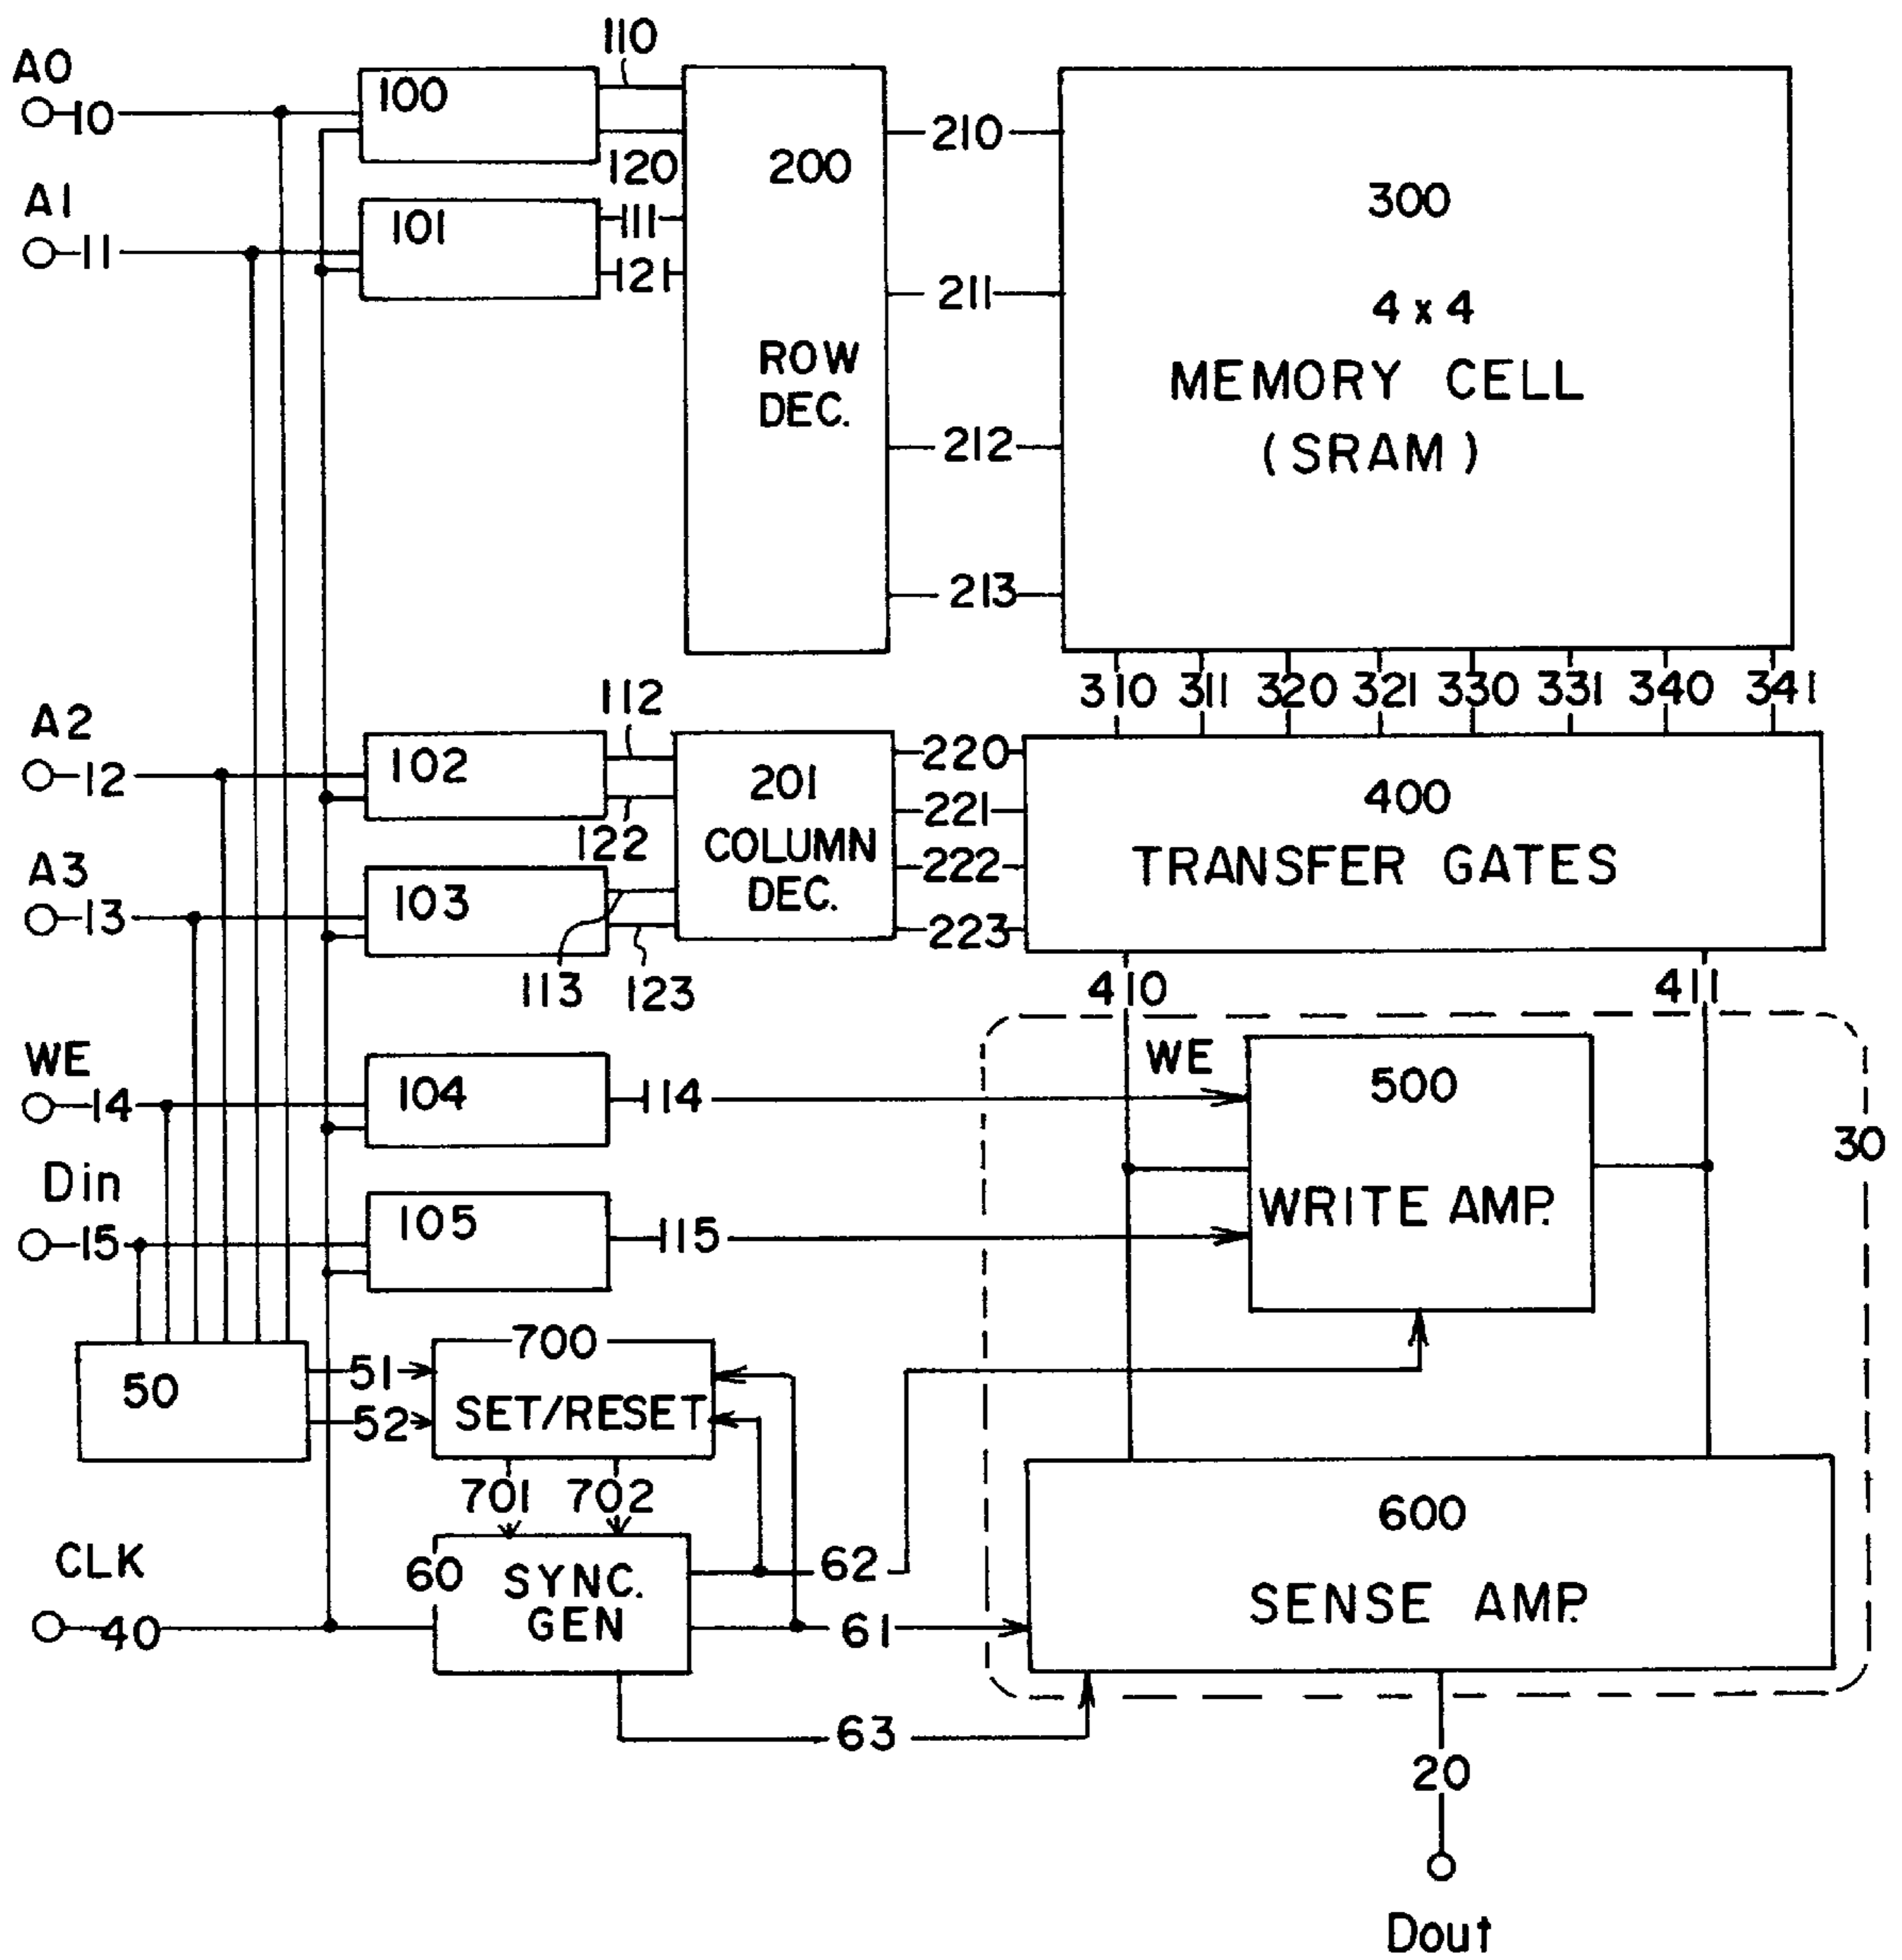 A0
10
100
110
120
A1
11
101
111
121
200
ROW
DEC.
210
211
212
213
300
4 x 4
MEMORY CELL
(SRAM)
310 311 320 321 330 331 340 341
A2
12
102
112
122
A3
13
103
113 123
201
COLUMN
DEC.
220
221
222
223
400
TRANSFER GATES
410
411
WE
14
104
114
WE
500
WRITE AMP.
30
Din
15
105
115
50
51
52
700
SET/RESET
701 702
CLK
40
60
SYNC.
GEN
62
61
63
600
SENSE AMP.
20
Dout